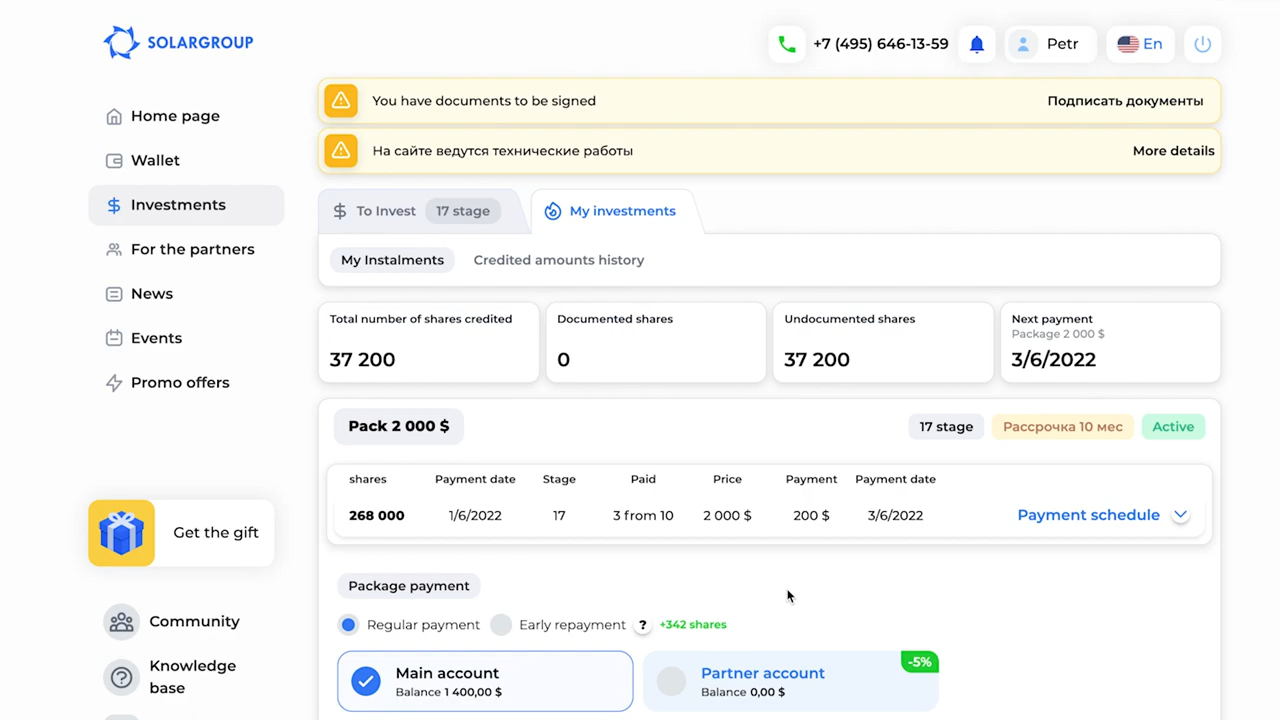 SOLARGROUP
+7 (495) 646-13-59
Petr
En
Home page
Wallet
Investments
For the partners
News
Events
Promo offers
Get the gift
Community
Knowledge
base
You have documents to be signed
Подписать документы
На сайте ведутся технические работы
More details
To Invest 17 stage
My investments
My Instalments
Credited amounts history
Total number of shares credited
37 200
Documented shares
0
Undocumented shares
37 200
Next payment
Package 2 000 $
3/6/2022
Pack 2 000 $
17 stage
Рассрочка 10 мес
Active
shares Payment date Stage Paid Price Payment Payment date
268 000 1/6/2022 17 3 from 10 2 000 $ 200 $ 3/6/2022 Payment schedule
Package payment
Regular payment Early repayment ? +342 shares
Main account
Balance 1 400,00 $
Partner account
Balance 0,00 $
-5%